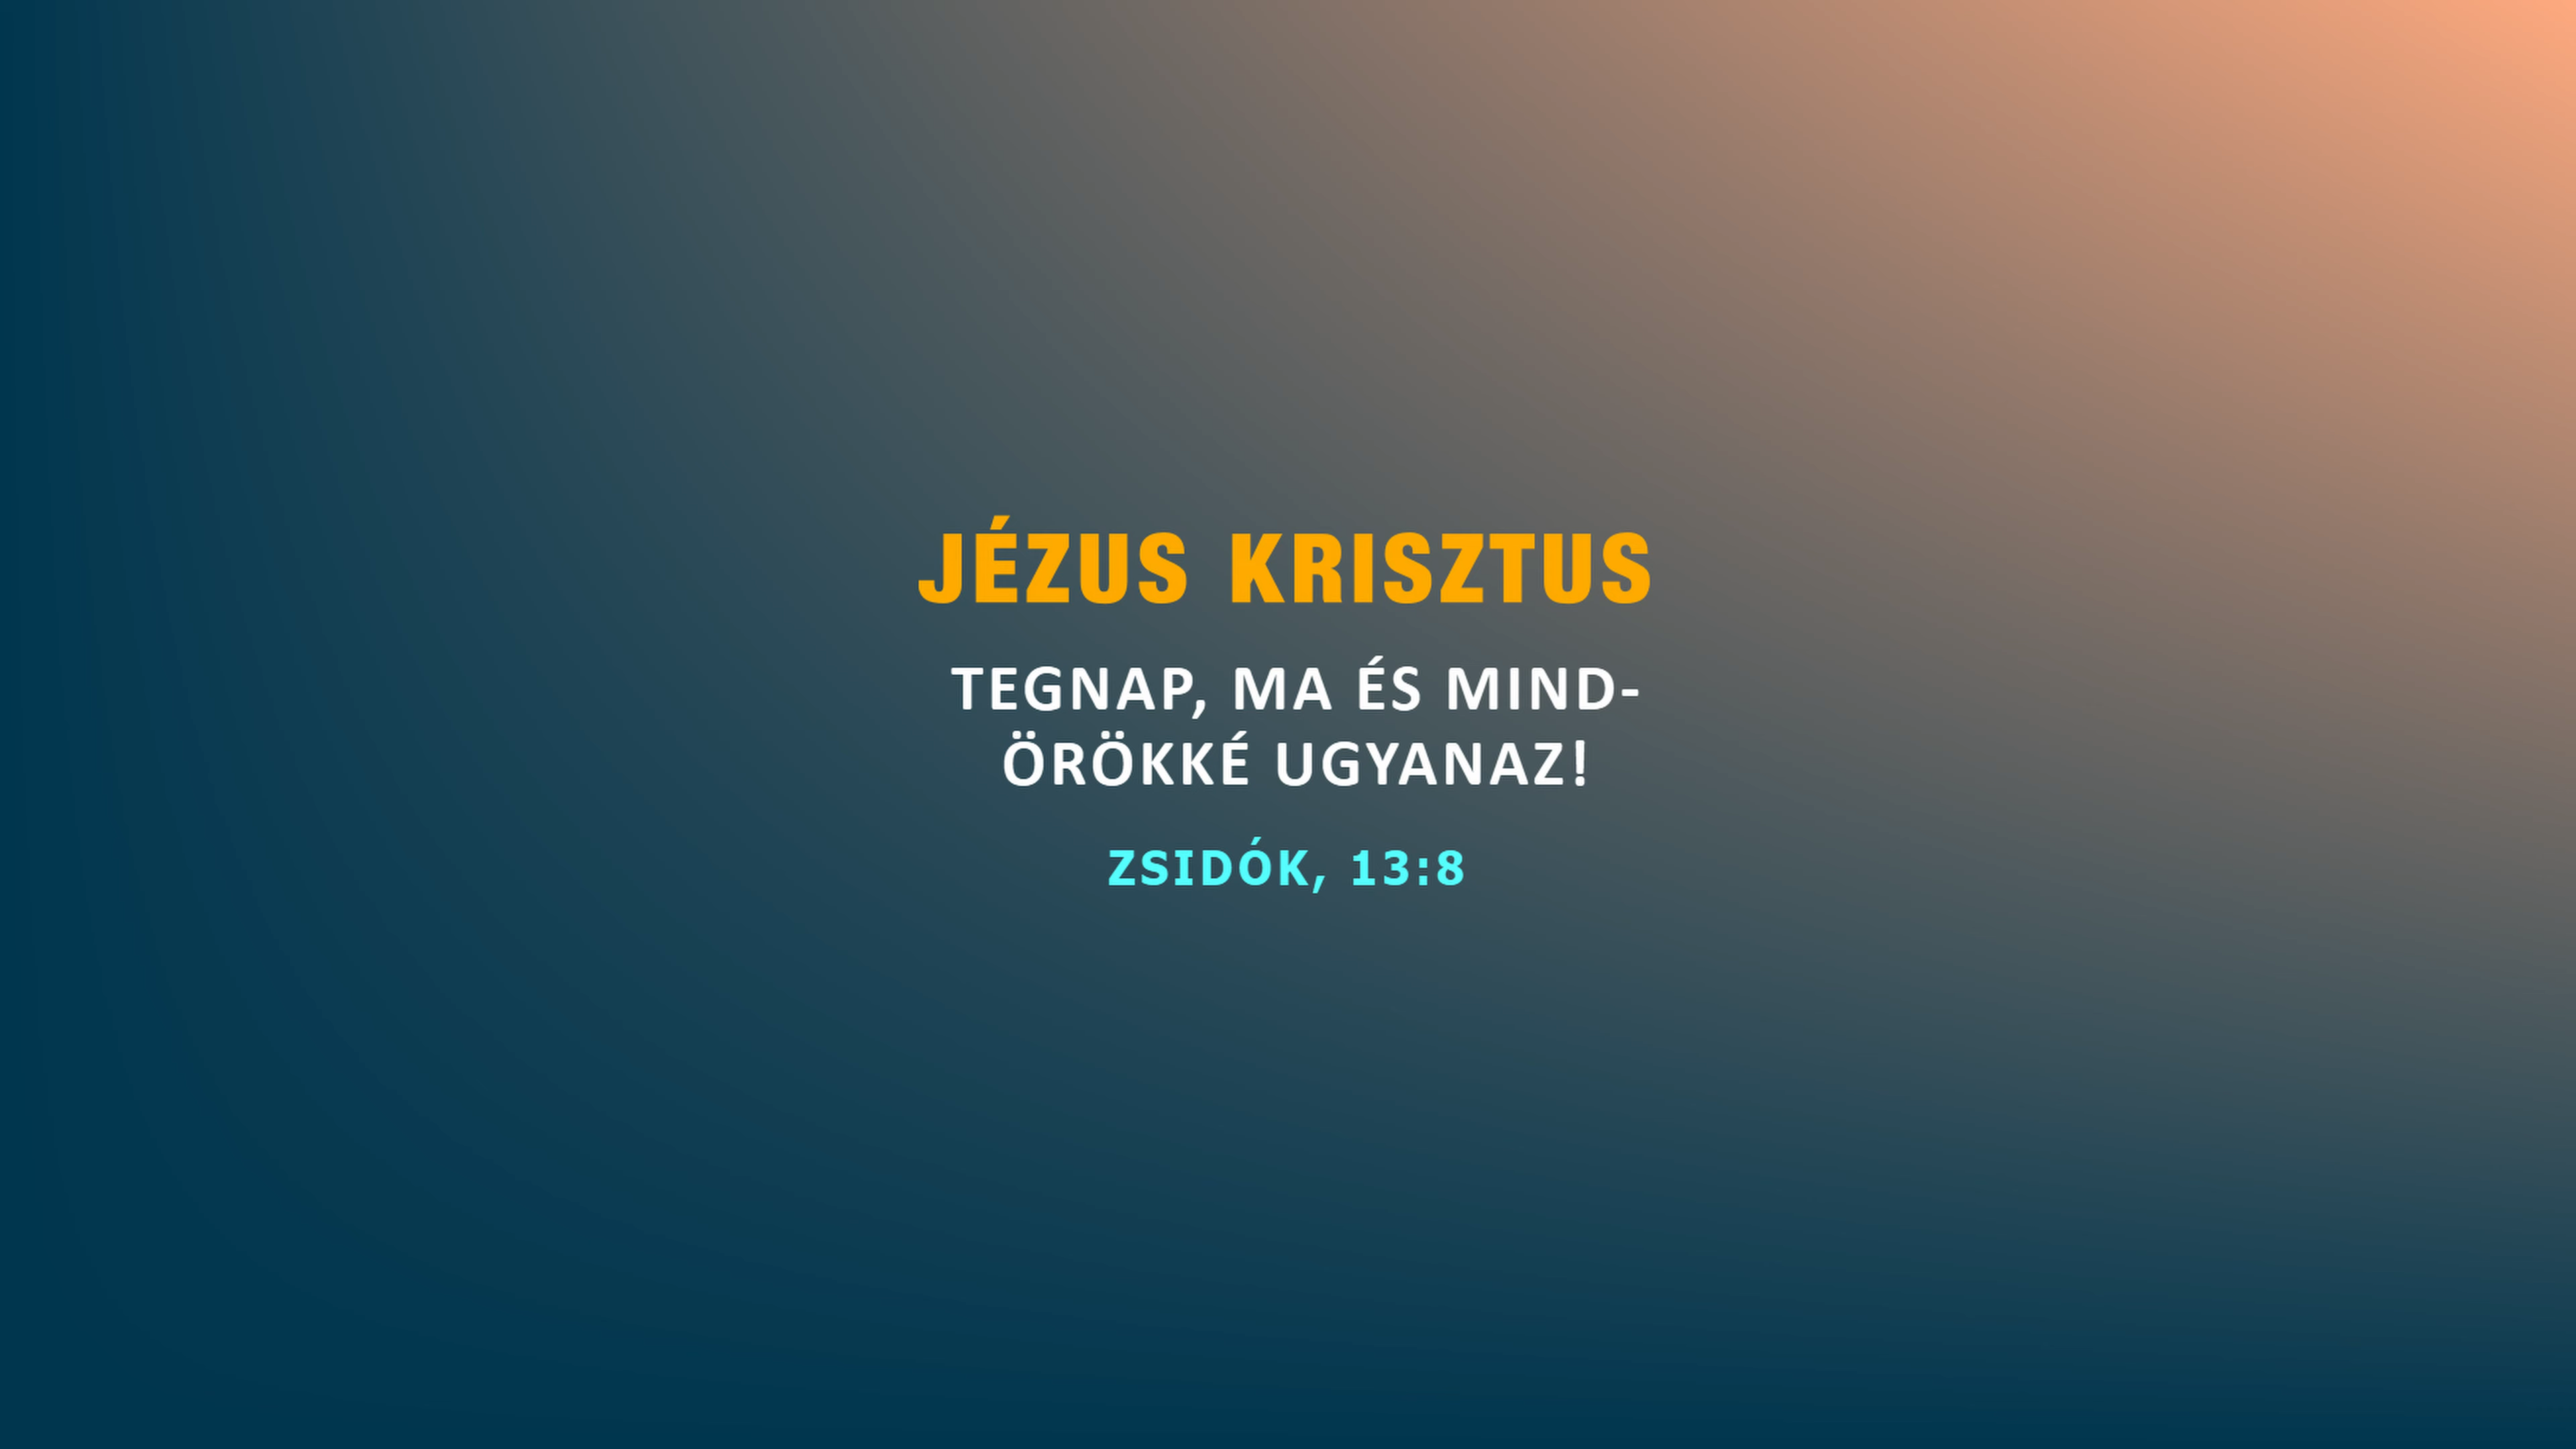 JÉZUS KRISZTUS
TEGNAP, MA ÉS MIND-
ÖRÖKKÉ UGYANAZ!
ZSIDÓK, 13:8